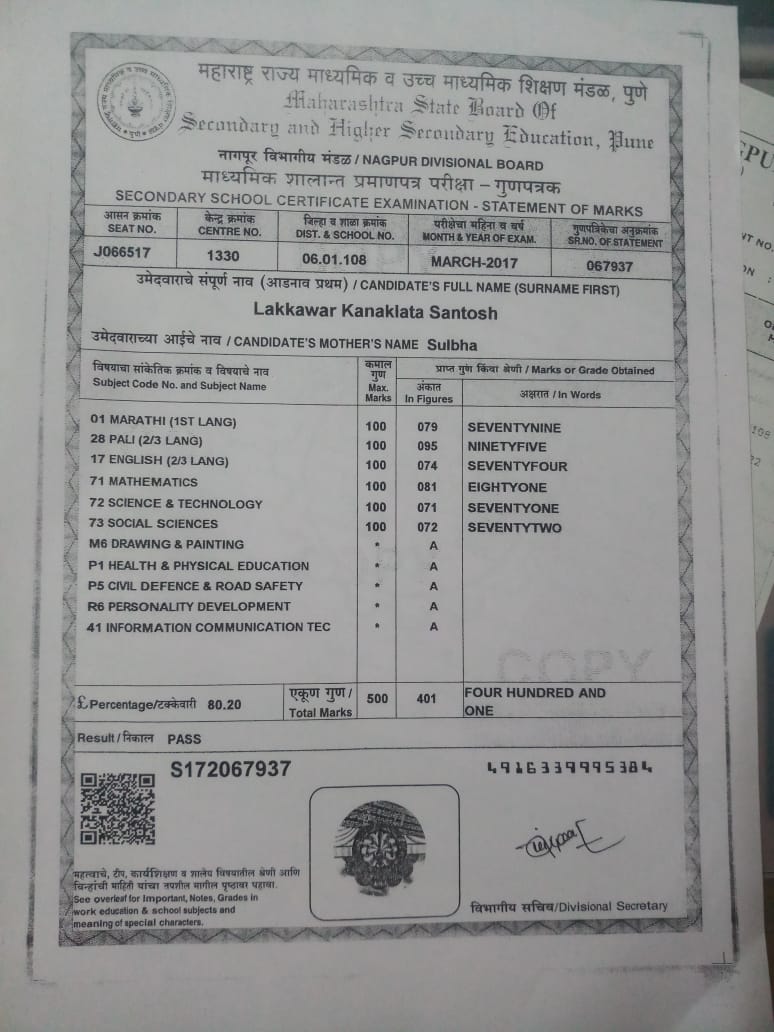 महाराष्ट्र राज्य माध्यमिक व उच्च माध्यमिक शिक्षण मंडळ, पुणे
Maharashtra State Board Of
Secondary and Higher Secondary Education, Pune
नागपूर विभागीय मंडळ / NAGPUR DIVISIONAL BOARD
माध्यमिक शालान्त प्रमाणपत्र परीक्षा – गुणपत्रक
SECONDARY SCHOOL CERTIFICATE EXAMINATION - STATEMENT OF MARKS
आसन क्रमांक केन्द्र क्रमांक जिल्हा व शाळा क्रमांक परीक्षेचा महिना व वर्ष गुणपत्रिकेचा अनुक्रमांक
SEAT NO. CENTRE NO. DIST. & SCHOOL NO. MONTH & YEAR OF EXAM. SR.NO. OF STATEMENT
J066517 1330 06.01.108 MARCH-2017 067937
उमेदवाराचे संपूर्ण नाव (आडनाव प्रथम) / CANDIDATE'S FULL NAME (SURNAME FIRST)
Lakkawar Kanaklata Santosh
उमेदवाराच्या आईचे नाव / CANDIDATE'S MOTHER'S NAME Sulbha
विषयाचा सांकेतिक क्रमांक व विषयाचे नाव
Subject Code No. and Subject Name
कमाल
गुण
Max.
Marks
प्राप्त गुण किंवा श्रेणी / Marks or Grade Obtained
अंकात
In Figures
अक्षरात / In Words
01 MARATHI (1ST LANG) 100 079 SEVENTYNINE
28 PALI (2/3 LANG) 100 095 NINETYFIVE
17 ENGLISH (2/3 LANG) 100 074 SEVENTYFOUR
71 MATHEMATICS 100 081 EIGHTYONE
72 SCIENCE & TECHNOLOGY 100 071 SEVENTYONE
73 SOCIAL SCIENCES 100 072 SEVENTYTWO
M6 DRAWING & PAINTING * A
P1 HEALTH & PHYSICAL EDUCATION * A
P5 CIVIL DEFENCE & ROAD SAFETY * A
R6 PERSONALITY DEVELOPMENT * A
41 INFORMATION COMMUNICATION TEC * A
COPY
£ Percentage/टक्केवारी 80.20
एकूण गुण /
Total Marks
500 401
FOUR HUNDRED AND
ONE
Result / निकाल PASS
S172067937
4916339995384
महत्वाचे, टीप, कार्यशिक्षण व शालेय विषयातील श्रेणी आणि
चिन्हांची माहिती यांचा तपशील मागील पृष्ठावर पहावा.
See overleaf for Important, Notes, Grades in
work education & school subjects and
meaning of special characters.
विभागीय सचिव/Divisional Secretary